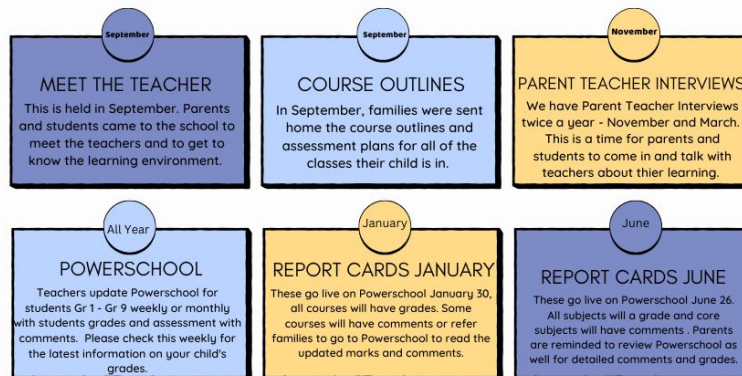 September
MEET THE TEACHER
This is held in September. Parents
and students came to the school to
meet the teachers and to get to
know the learning environment.
September
COURSE OUTLINES
In September, families were sent
home the course outlines and
assessment plans for all of the
classes their child is in.
November
PARENT TEACHER INTERVIEWS
We have Parent Teacher Interviews
twice a year - November and March.
This is a time for parents and
students to come in and talk with
teachers about thier learning.
All Year
POWERSCHOOL
Teachers update Powerschool for
students Gr 1 - Gr 9 weekly or monthly
with students grades and assessment with
comments. Please check this weekly for
the latest information on your child's
grades.
January
REPORT CARDS JANUARY
These go live on Powerschool January 30,
all courses will have grades. Some
courses will have comments or refer
families to go to Powerschool to read the
updated marks and comments.
June
REPORT CARDS JUNE
These go live on Powerschool June 26.
All subjects will a grade and core
subjects will have comments . Parents
are reminded to review Powerschool as
well for detailed comments and grades.